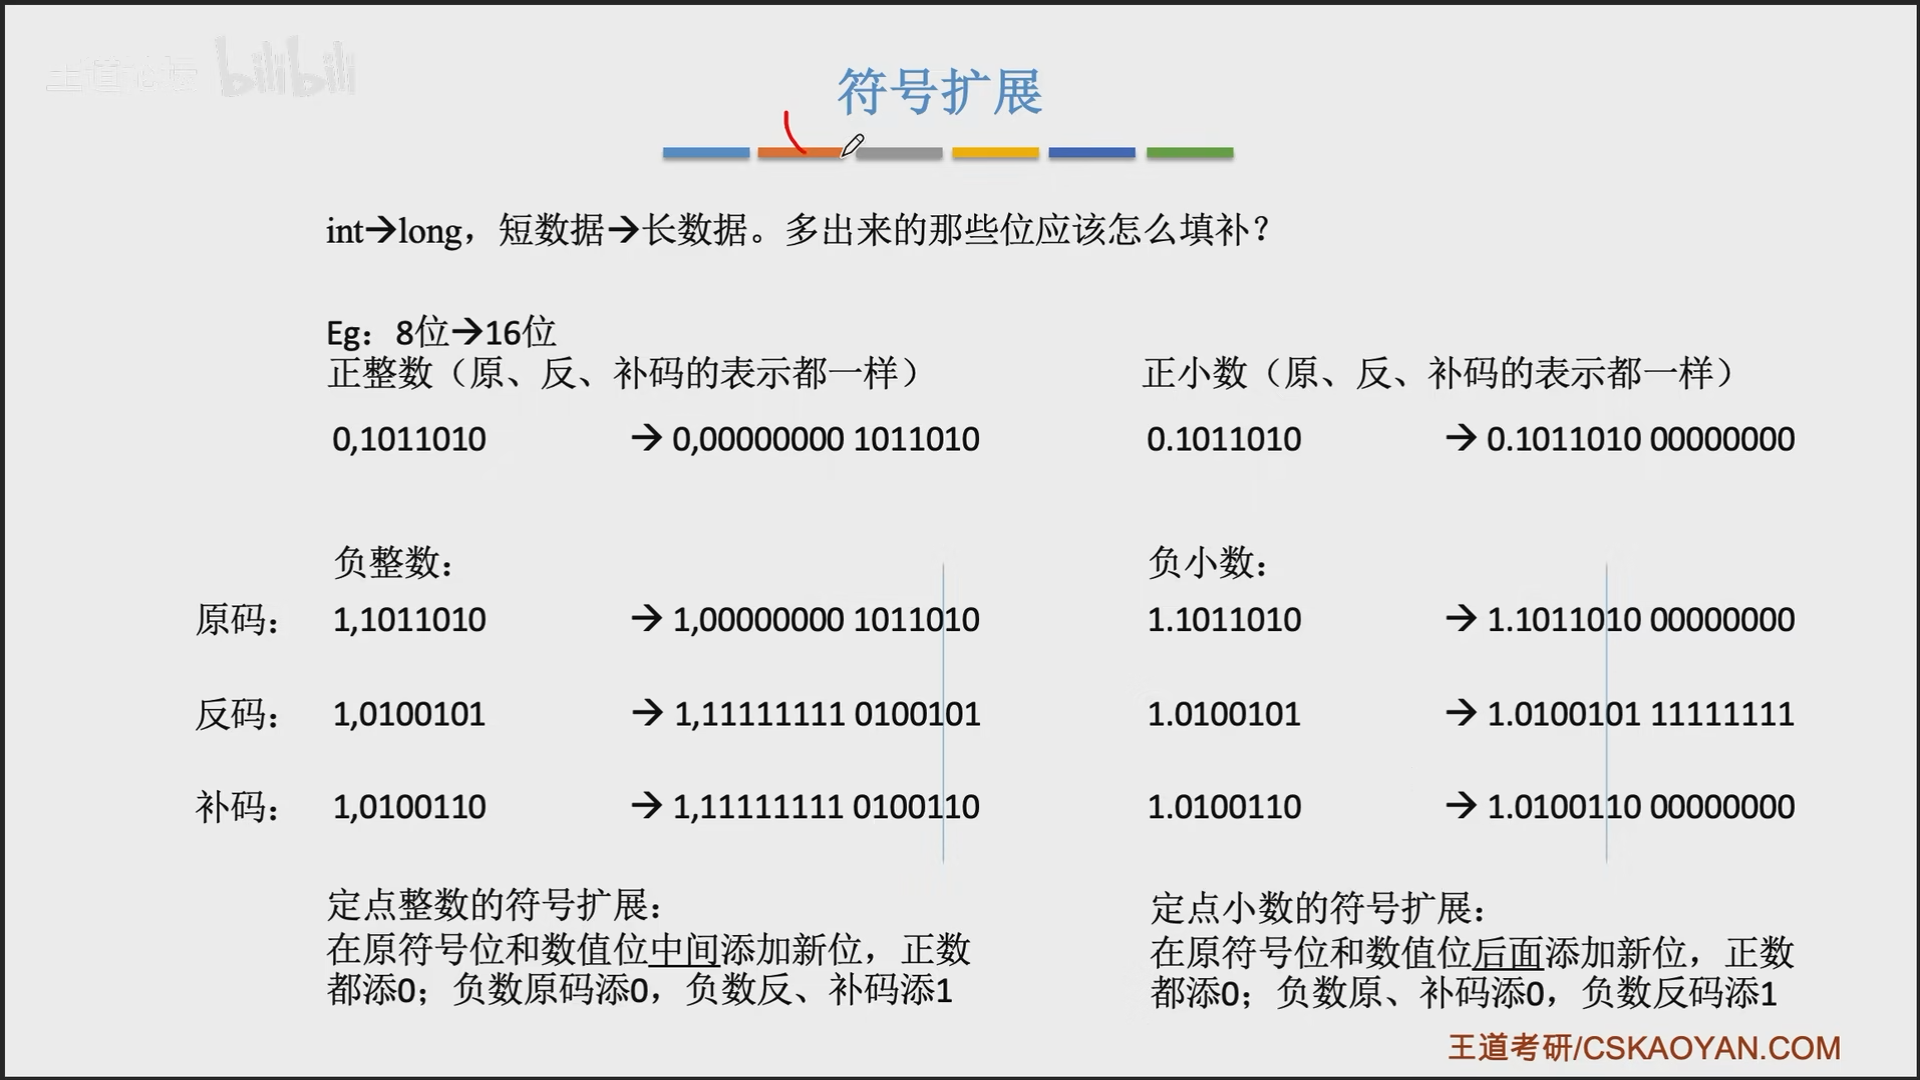 王道论坛 bilibili
符号扩展
int→long，短数据→长数据。多出来的那些位应该怎么填补？
Eg：8位→16位
正整数（原、反、补码的表示都一样）
0,1011010 → 0,00000000 1011010
正小数（原、反、补码的表示都一样）
0.1011010 → 0.1011010 00000000
负整数：
原码： 1,1011010 → 1,00000000 1011010
反码： 1,0100101 → 1,11111111 0100101
补码： 1,0100110 → 1,11111111 0100110
负小数：
1.1011010 → 1.1011010 00000000
1.0100101 → 1.0100101 11111111
1.0100110 → 1.0100110 00000000
定点整数的符号扩展：
在原符号位和数值位中间添加新位，正数
都添0；负数原码添0，负数反、补码添1
定点小数的符号扩展：
在原符号位和数值位后面添加新位，正数
都添0；负数原、补码添0，负数反码添1
王道考研/CSKAOYAN.COM